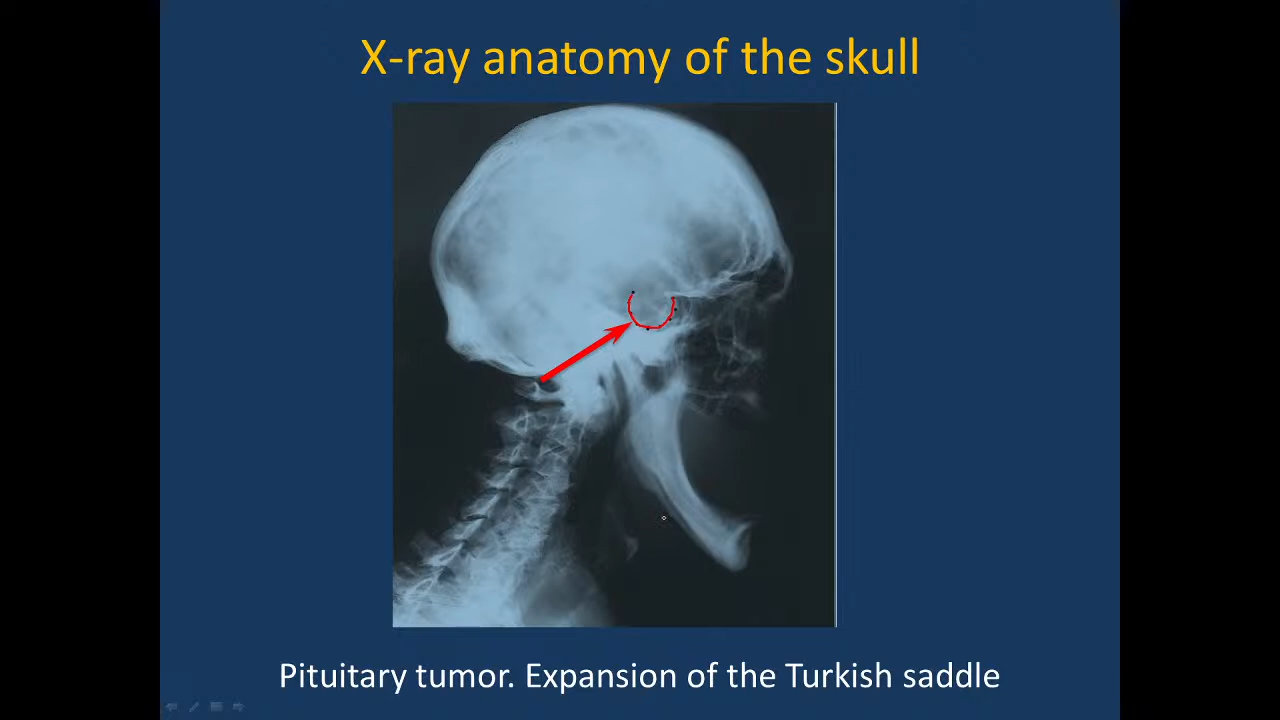 X-ray anatomy of the skull
Pituitary tumor. Expansion of the Turkish saddle